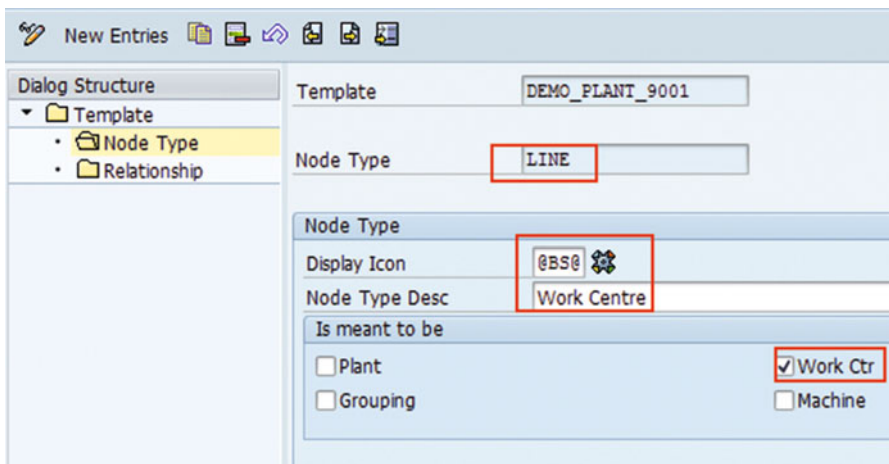 New Entries
Dialog Structure
Template
Node Type
Relationship
Template DEMO_PLANT_9001
Node Type LINE
Node Type
Display Icon @BS@
Node Type Desc Work Centre
Is meant to be
Plant Work Ctr
Grouping Machine